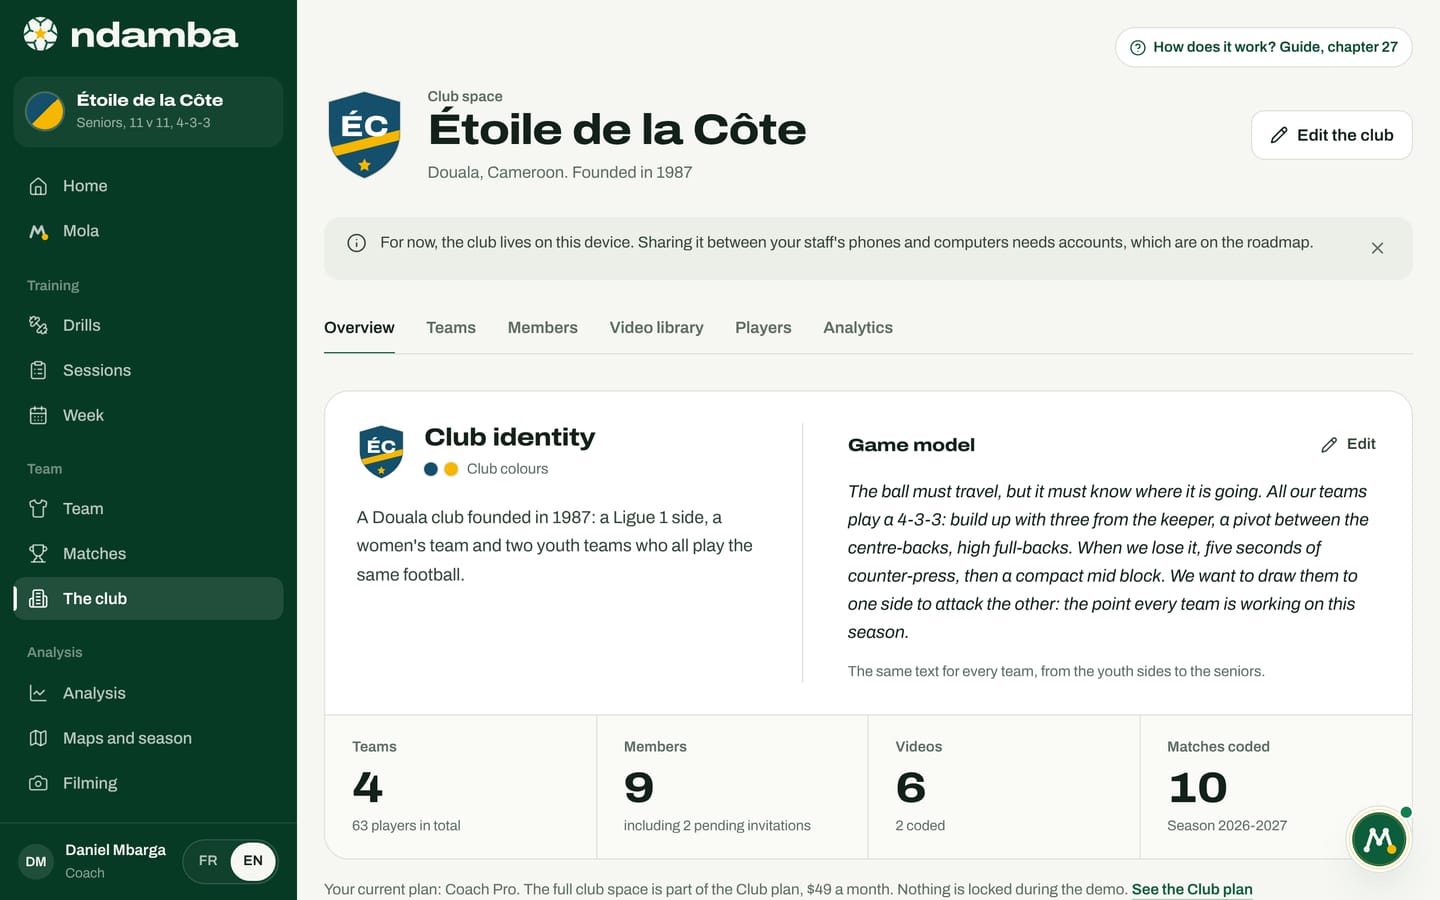 ndamba
Étoile de la Côte
Seniors, 11 v 11, 4-3-3
Home
Mola
Training
Drills
Sessions
Week
Team
Team
Matches
The club
Analysis
Analysis
Maps and season
Filming
DM
Daniel Mbarga
Coach
FR
EN
How does it work? Guide, chapter 27
ÉC
Club space
Étoile de la Côte
Douala, Cameroon. Founded in 1987
Edit the club
For now, the club lives on this device. Sharing it between your staff's phones and computers needs accounts, which are on the roadmap.
Overview
Teams
Members
Video library
Players
Analytics
ÉC
Club identity
Club colours
A Douala club founded in 1987: a Ligue 1 side, a
women's team and two youth teams who all play the
same football.
Game model
Edit
The ball must travel, but it must know where it is going. All our teams
play a 4-3-3: build up with three from the keeper, a pivot between the
centre-backs, high full-backs. When we lose it, five seconds of
counter-press, then a compact mid block. We want to draw them to
one side to attack the other: the point every team is working on this
season.
The same text for every team, from the youth sides to the seniors.
Teams
4
63 players in total
Members
9
including 2 pending invitations
Videos
6
2 coded
Matches coded
10
Season 2026-2027
M
Your current plan: Coach Pro. The full club space is part of the Club plan, $49 a month. Nothing is locked during the demo. See the Club plan